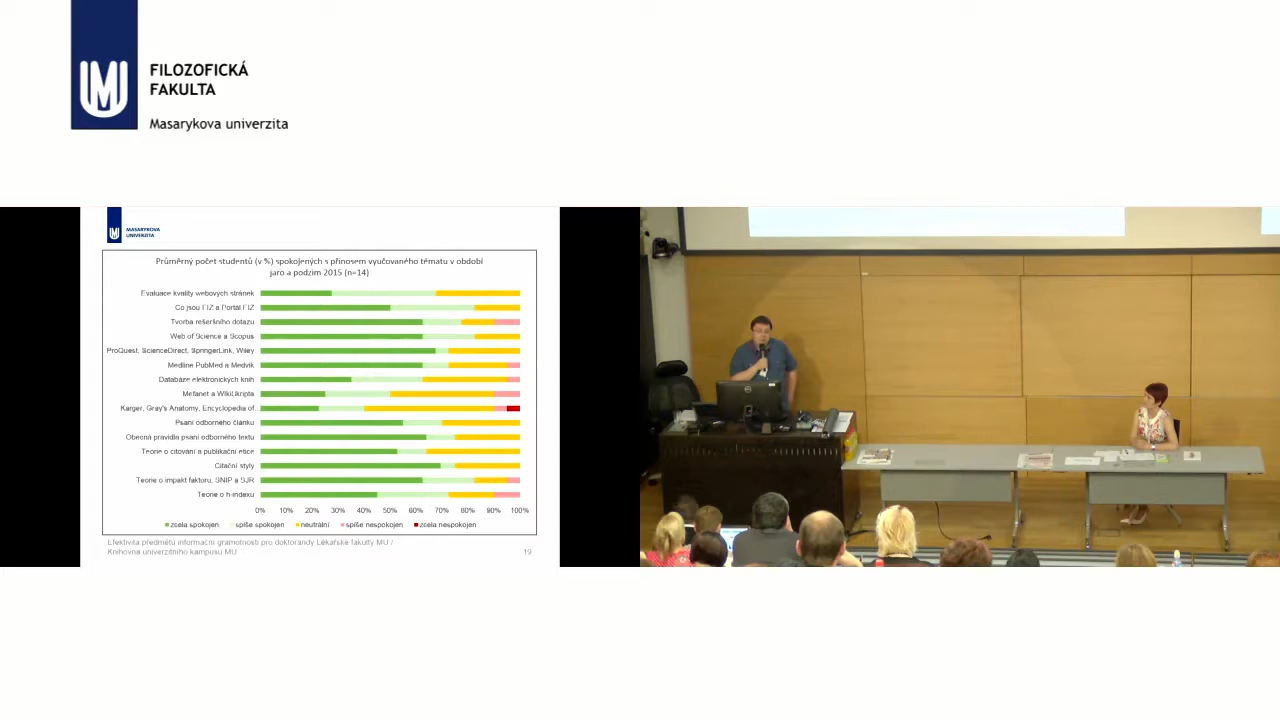 FILOZOFICKÁ
FAKULTA
Masarykova univerzita
MASARYKOVA
UNIVERZITA
Průměrný počet studentů (v %) spokojených s přínosem vyučovaného tématu v období
jaro a podzim 2015 (n=14)
Evaluace kvality webových stránek
Co jsou EIZ a Portál EIZ
Tvorba rešeršního dotazu
Web of Science a Scopus
ProQuest, ScienceDirect, SpringerLink, Wiley
Medline PubMed a Medvik
Databáze elektronických knih
Mefanet a WikiSkripta
Karger, Gray's Anatomy, Encyclopedia of…
Psaní odborného článku
Obecná pravidla psaní odborného textu
Teorie o citování a publikační etice
Citační styly
Teorie o impakt faktoru, SNIP a SJR
Teorie o h-indexu
0% 10% 20% 30% 40% 50% 60% 70% 80% 90% 100%
zcela spokojen spíše spokojen neutrální spíše nespokojen zcela nespokojen
Efektivita předmětů informační gramotnosti pro doktorandy Lékařské fakulty MU /
Knihovna univerzitního kampusu MU
19